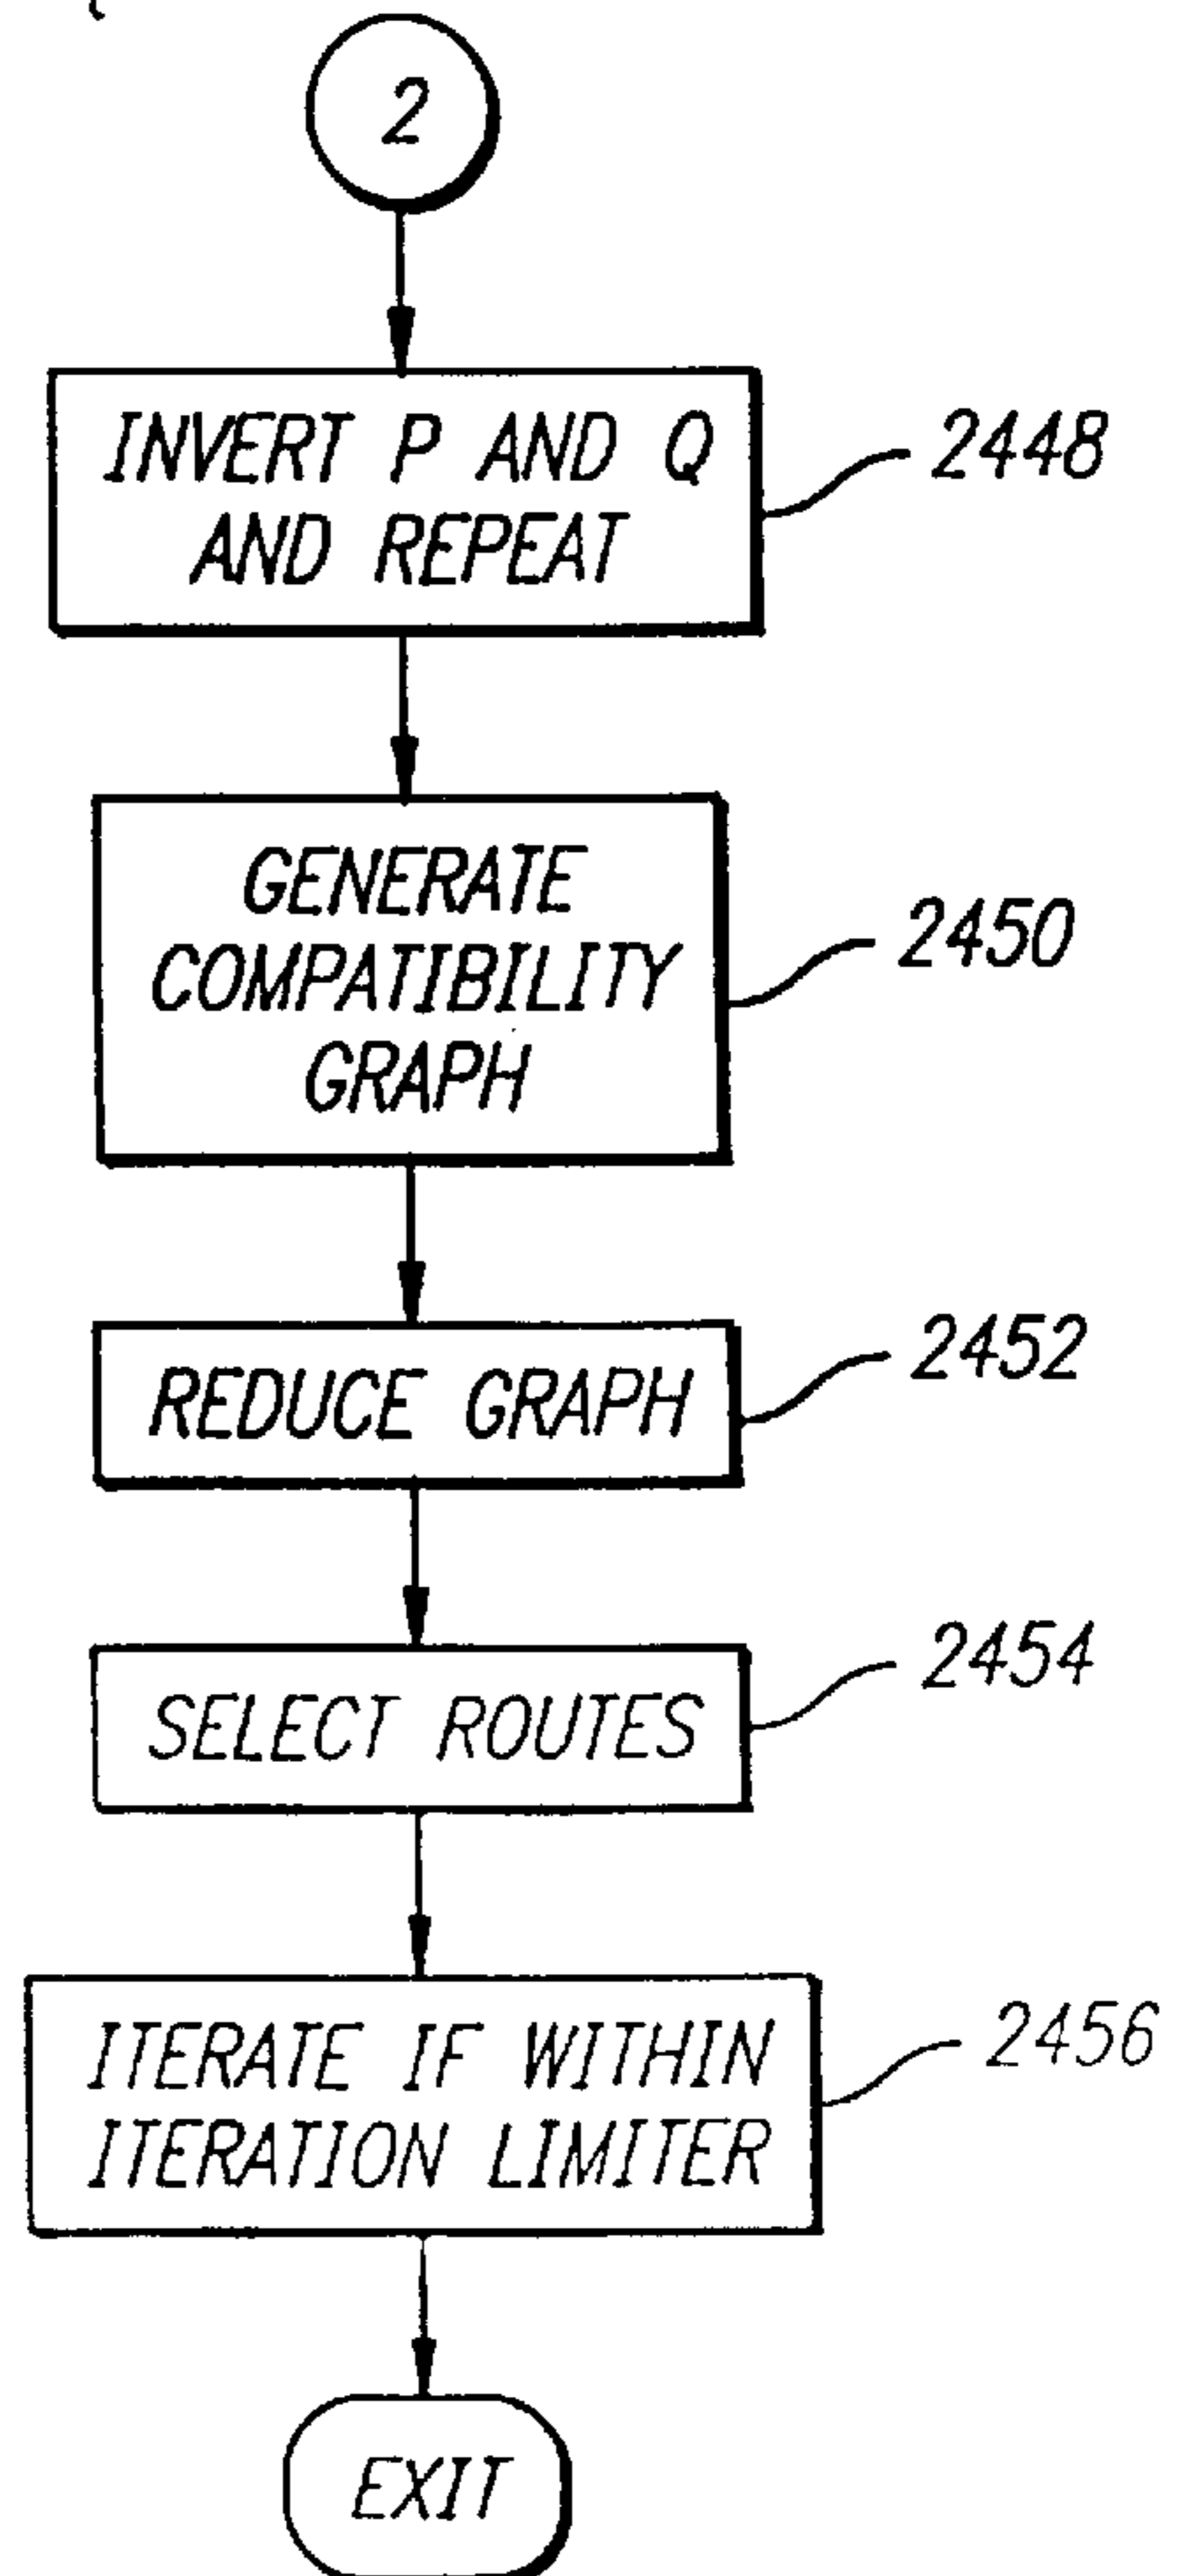 2
INVERT P AND Q
AND REPEAT
2448
GENERATE
COMPATIBILITY
GRAPH
2450
REDUCE GRAPH
2452
SELECT ROUTES
2454
ITERATE IF WITHIN
ITERATION LIMITER
2456
EXIT